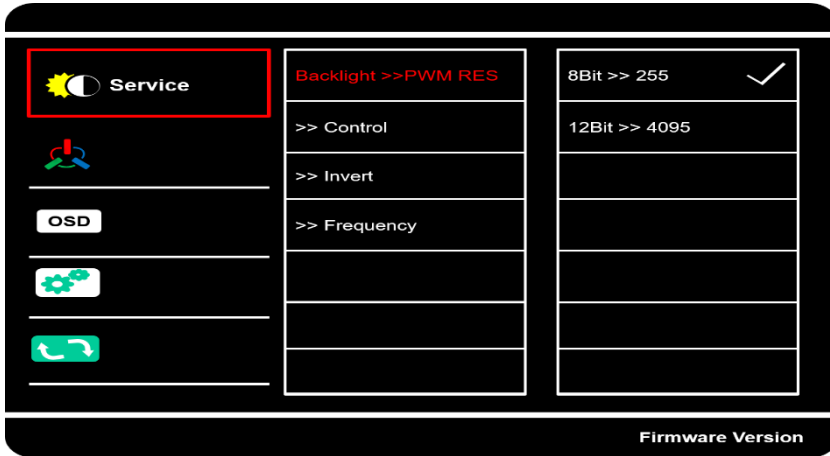 Service
OSD
Backlight >>PWM RES
>> Control
>> Invert
>> Frequency
8Bit >> 255
12Bit >> 4095
Firmware Version